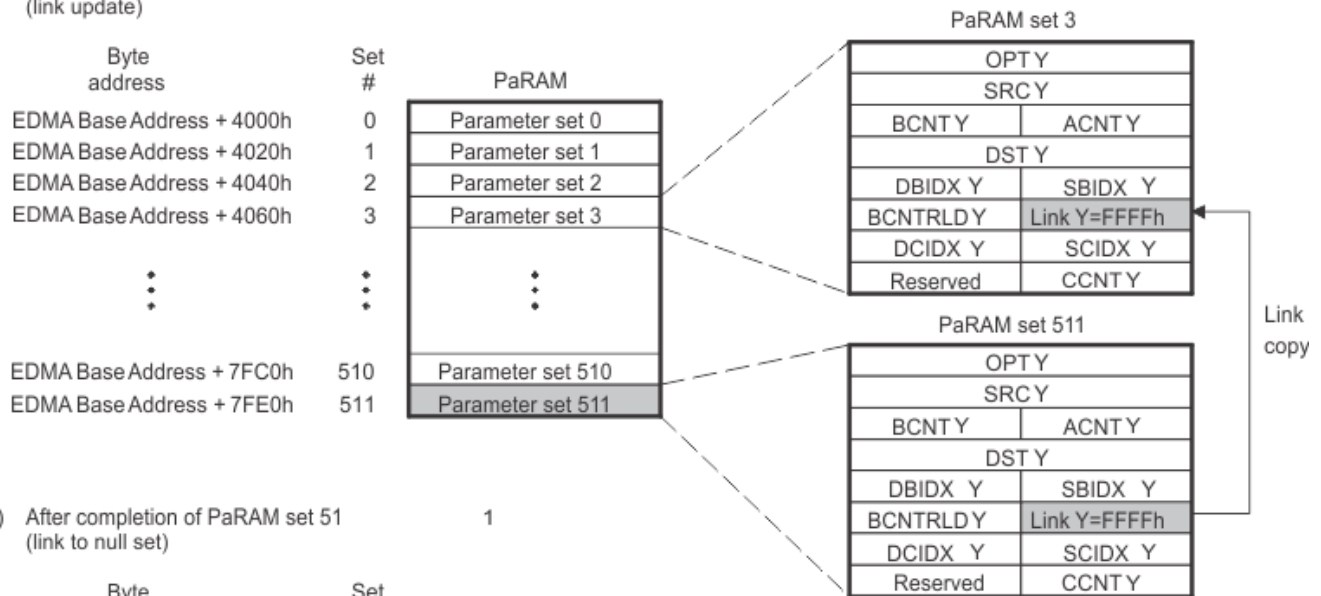 (link update)
Byte address
Set #
PaRAM
EDMA Base Address + 4000h 0 Parameter set 0
EDMA Base Address + 4020h 1 Parameter set 1
EDMA Base Address + 4040h 2 Parameter set 2
EDMA Base Address + 4060h 3 Parameter set 3
EDMA Base Address + 7FC0h 510 Parameter set 510
EDMA Base Address + 7FE0h 511 Parameter set 511
PaRAM set 3
OPT Y
SRC Y
BCNT Y ACNT Y
DST Y
DBIDX Y SBIDX Y
BCNTRLD Y Link Y=FFFFh
DCIDX Y SCIDX Y
Reserved CCNT Y
PaRAM set 511
OPT Y
SRC Y
BCNT Y ACNT Y
DST Y
DBIDX Y SBIDX Y
BCNTRLD Y Link Y=FFFFh
DCIDX Y SCIDX Y
Reserved CCNT Y
Link
copy
) After completion of PaRAM set 51 1
(link to null set)
Byte Set